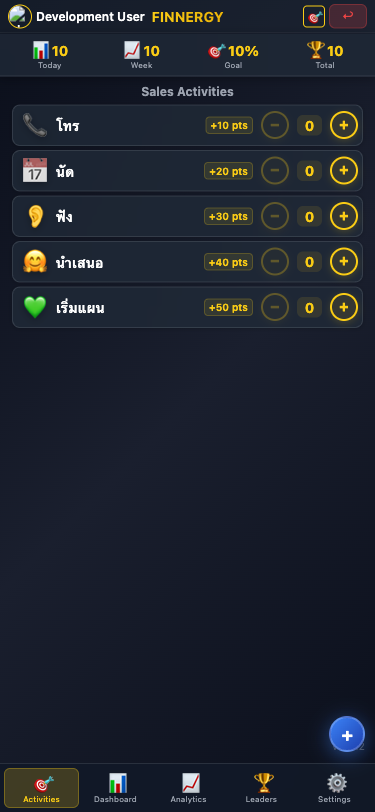 Development User FINNERGY
10 10 10% 10
Today Week Goal Total
Sales Activities
โทร +10 pts − 0 +
17 นัด +20 pts − 0 +
ฟัง +30 pts − 0 +
นำเสนอ +40 pts − 0 +
เริ่มแผน +50 pts − 0 +
+
Activities Dashboard Analytics Leaders Settings